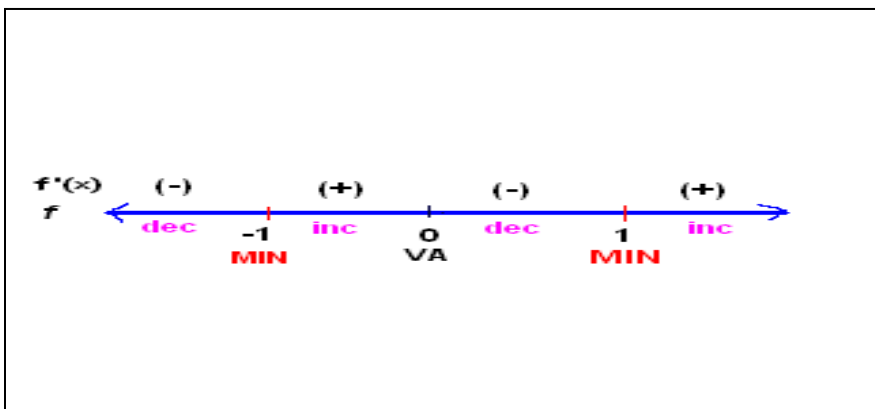 f'(x) (-) (+) (-) (+)
f
dec -1 inc 0 dec 1 inc
MIN VA MIN